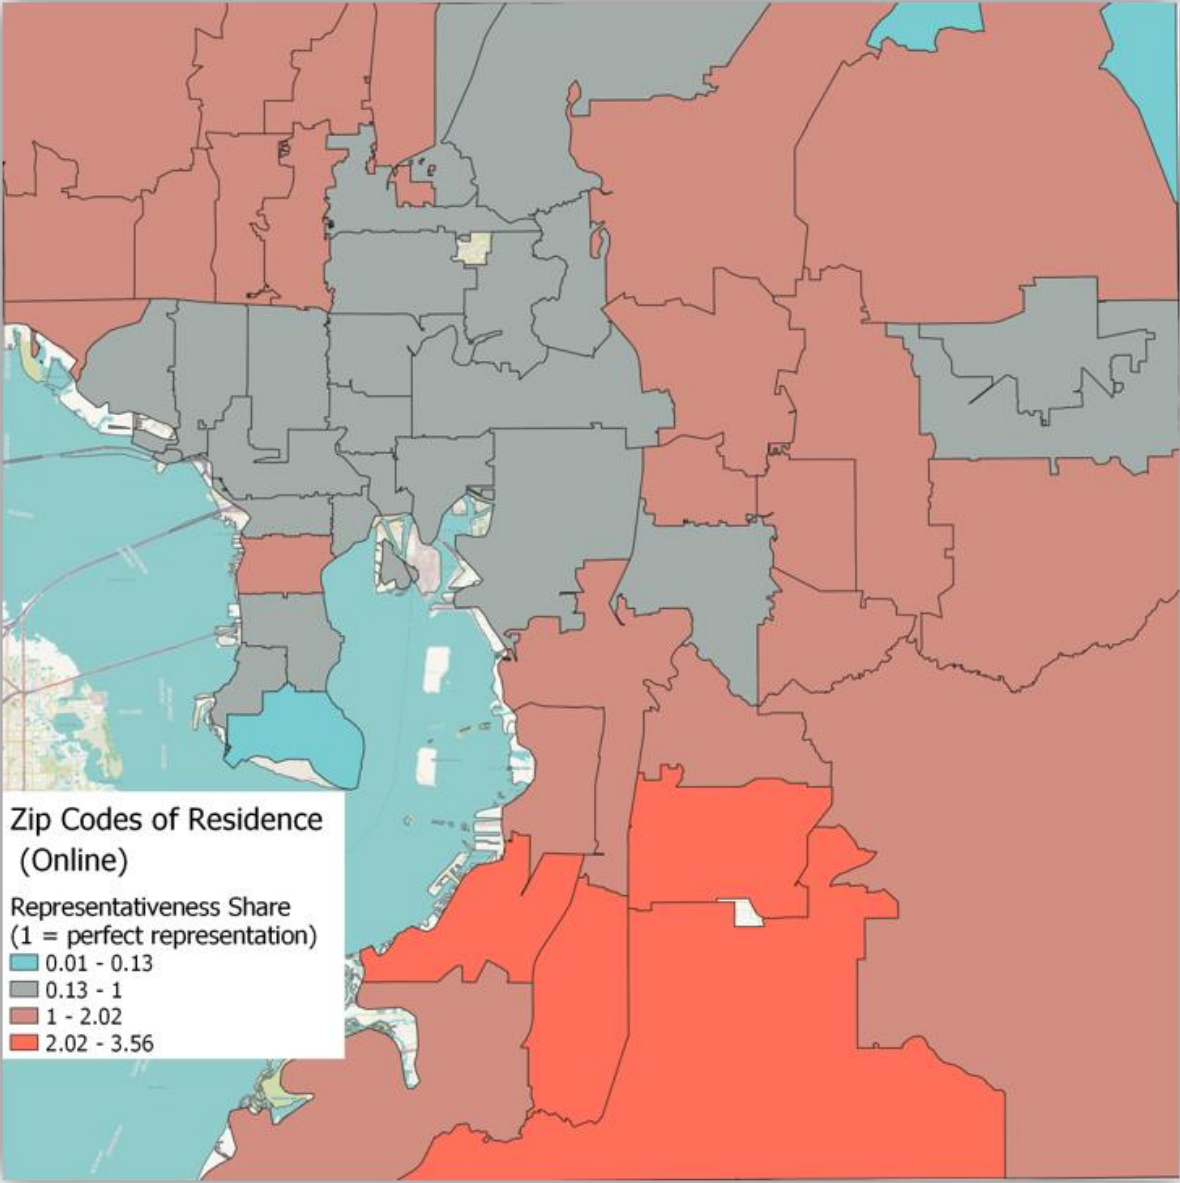 Zip Codes of Residence
(Online)
Representativeness Share
(1 = perfect representation)
0.01 - 0.13
0.13 - 1
1 - 2.02
2.02 - 3.56